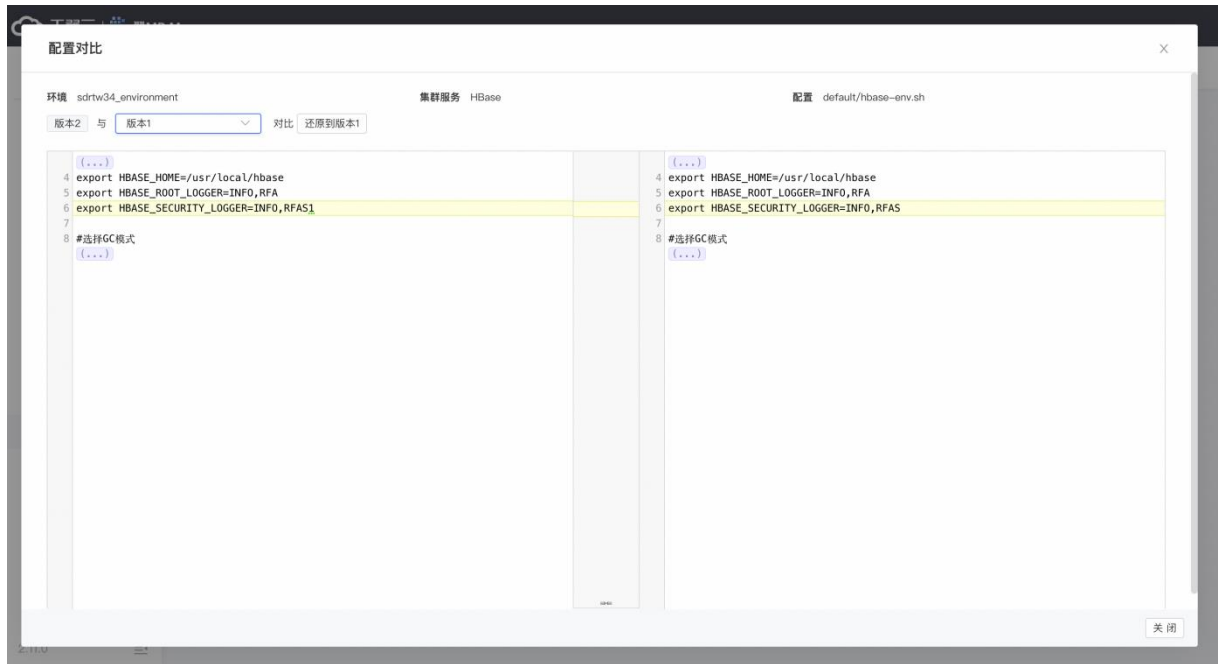 配置对比
环境 sdrtw34_environment 集群服务 HBase 配置 default/hbase-env.sh
版本2 与 版本1 对比 还原到版本1
(...) (...)
4 export HBASE_HOME=/usr/local/hbase 4 export HBASE_HOME=/usr/local/hbase
5 export HBASE_ROOT_LOGGER=INFO,RFA 5 export HBASE_ROOT_LOGGER=INFO,RFA
6 export HBASE_SECURITY_LOGGER=INFO,RFAS1 6 export HBASE_SECURITY_LOGGER=INFO,RFAS
7 7
8 #选择GC模式 8 #选择GC模式
(...) (...)
关闭
2.11.0